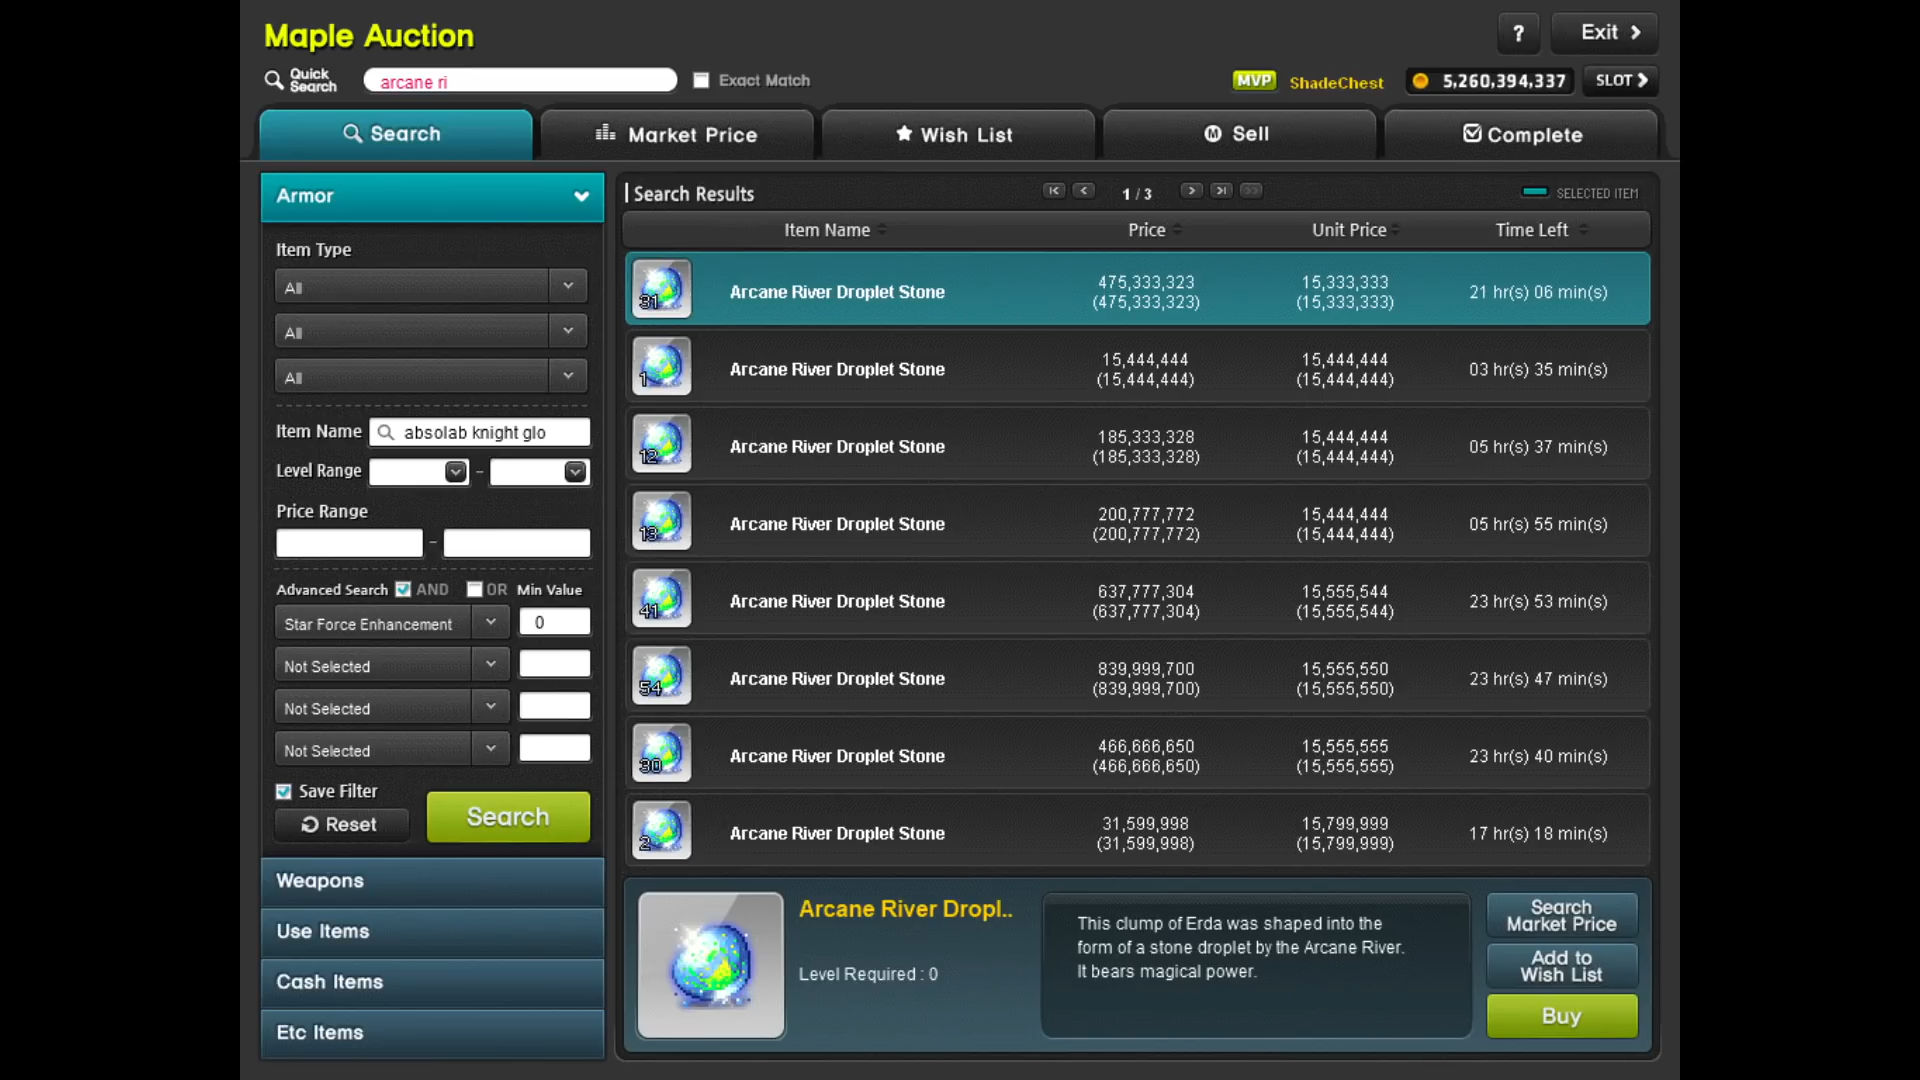 Maple Auction
?
Exit
Quick Search
arcane ri
Exact Match
MVP
ShadeChest
5,260,394,337
SLOT
Search
Market Price
Wish List
Sell
Complete
Armor
Item Type
All
All
All
Item Name
absolab knight glo
Level Range
-
Price Range
-
Advanced Search AND OR Min Value
Star Force Enhancement
0
Not Selected
Not Selected
Not Selected
Save Filter
Reset
Search
Weapons
Use Items
Cash Items
Etc Items
Search Results
1 / 3
SELECTED ITEM
Item Name Price Unit Price Time Left
31 Arcane River Droplet Stone 475,333,323 15,333,333 21 hr(s) 06 min(s)
(475,333,323) (15,333,333)
1 Arcane River Droplet Stone 15,444,444 15,444,444 03 hr(s) 35 min(s)
(15,444,444) (15,444,444)
12 Arcane River Droplet Stone 185,333,328 15,444,444 05 hr(s) 37 min(s)
(185,333,328) (15,444,444)
13 Arcane River Droplet Stone 200,777,772 15,444,444 05 hr(s) 55 min(s)
(200,777,772) (15,444,444)
41 Arcane River Droplet Stone 637,777,304 15,555,544 23 hr(s) 53 min(s)
(637,777,304) (15,555,544)
54 Arcane River Droplet Stone 839,999,700 15,555,550 23 hr(s) 47 min(s)
(839,999,700) (15,555,550)
30 Arcane River Droplet Stone 466,666,650 15,555,555 23 hr(s) 40 min(s)
(466,666,650) (15,555,555)
2 Arcane River Droplet Stone 31,599,998 15,799,999 17 hr(s) 18 min(s)
(31,599,998) (15,799,999)
Arcane River Dropl..
Level Required : 0
This clump of Erda was shaped into the
form of a stone droplet by the Arcane River.
It bears magical power.
Search
Market Price
Add to
Wish List
Buy